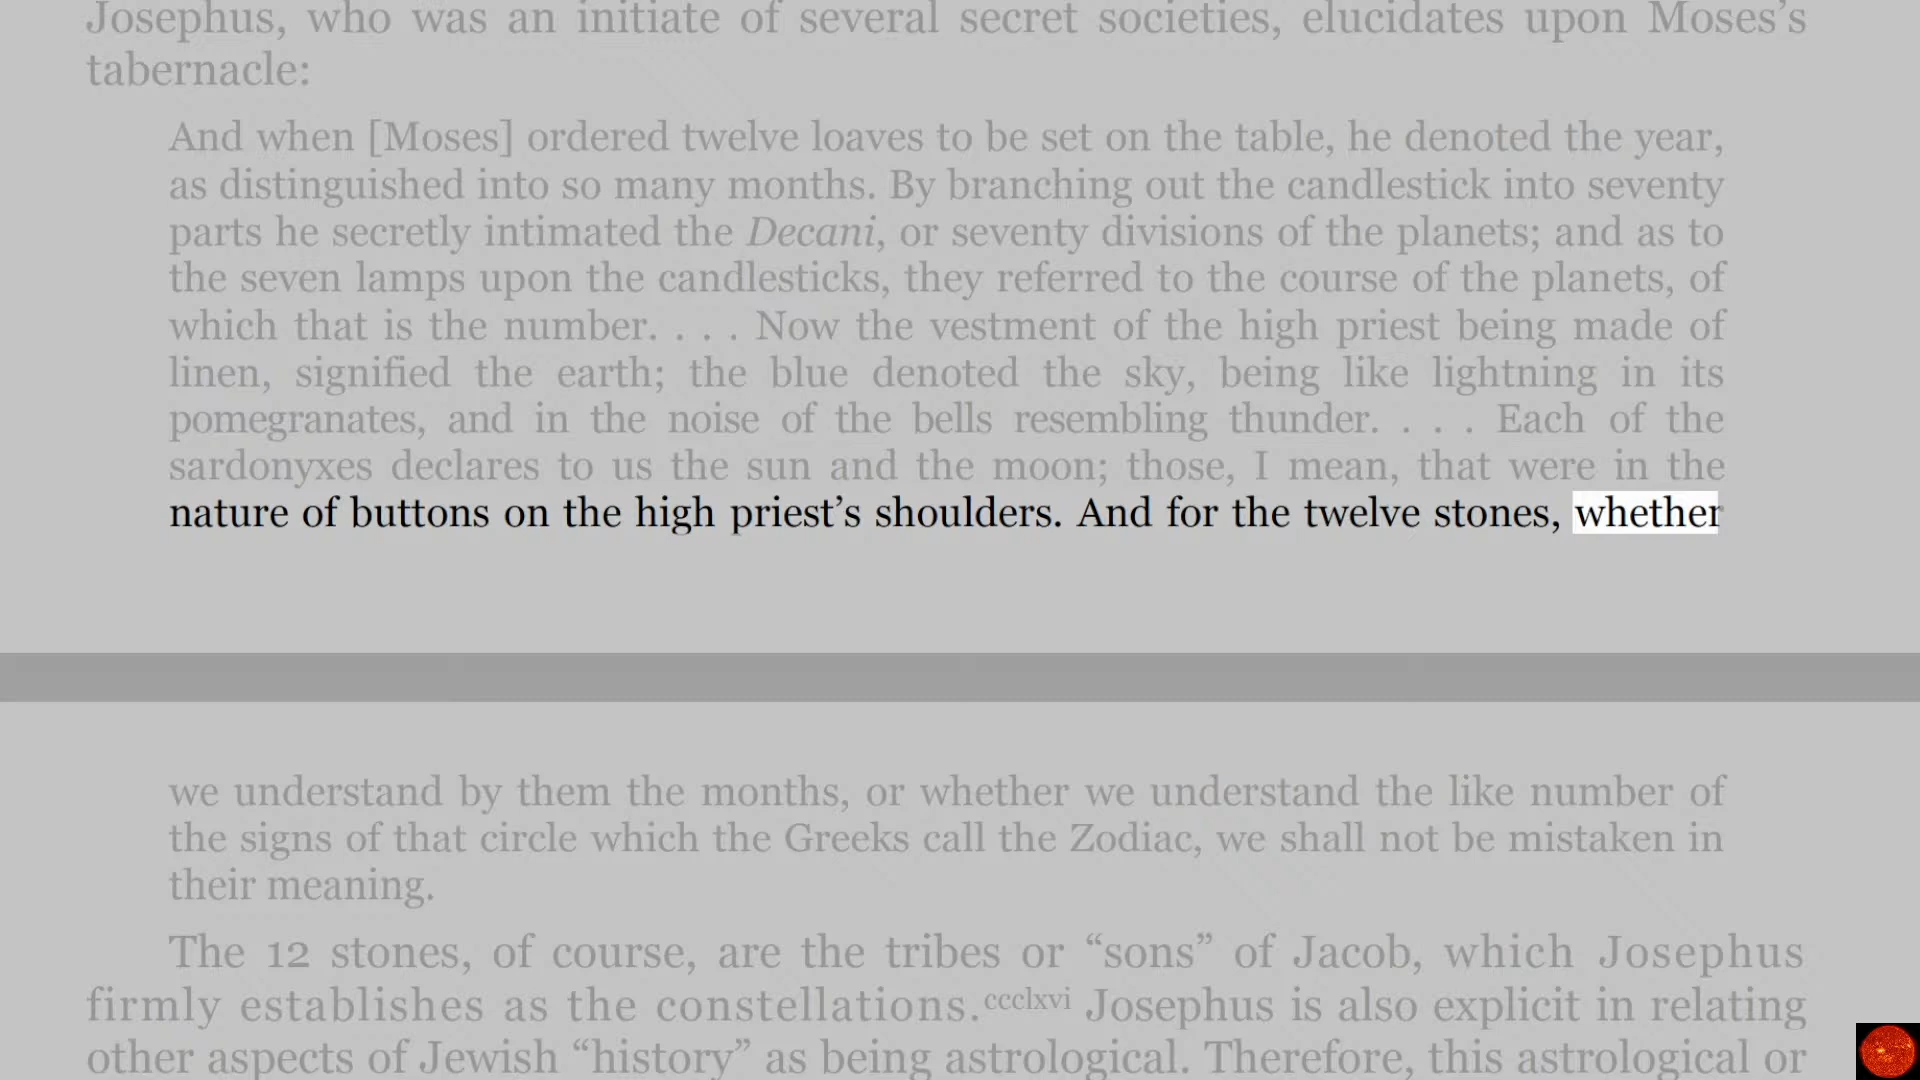 Josephus, who was an initiate of several secret societies, elucidates upon Moses’s
tabernacle:
And when [Moses] ordered twelve loaves to be set on the table, he denoted the year,
as distinguished into so many months. By branching out the candlestick into seventy
parts he secretly intimated the Decani, or seventy divisions of the planets; and as to
the seven lamps upon the candlesticks, they referred to the course of the planets, of
which that is the number. . . . Now the vestment of the high priest being made of
linen, signified the earth; the blue denoted the sky, being like lightning in its
pomegranates, and in the noise of the bells resembling thunder. . . . Each of the
sardonyxes declares to us the sun and the moon; those, I mean, that were in the
nature of buttons on the high priest’s shoulders. And for the twelve stones, whether
we understand by them the months, or whether we understand the like number of
the signs of that circle which the Greeks call the Zodiac, we shall not be mistaken in
their meaning.
The 12 stones, of course, are the tribes or “sons” of Jacob, which Josephus
firmly establishes as the constellations.ccclxvi Josephus is also explicit in relating
other aspects of Jewish “history” as being astrological. Therefore, this astrological or